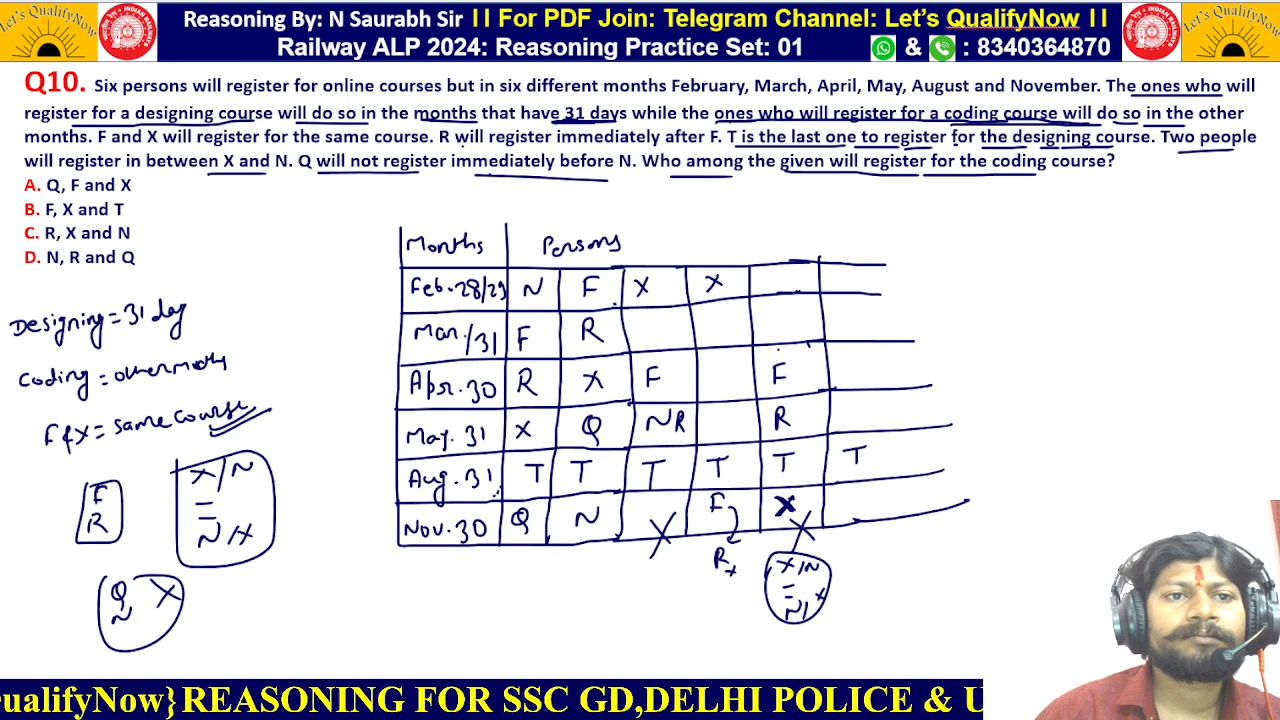 Let's QualifyNow
Reasoning By: N Saurabh Sir II For PDF Join: Telegram Channel: Let's QualifyNow II
Railway ALP 2024: Reasoning Practice Set: 01 & : 8340364870
Let's QualifyNow
Q10. Six persons will register for online courses but in six different months February, March, April, May, August and November. The ones who will
register for a designing course will do so in the months that have 31 days while the ones who will register for a coding course will do so in the other
months. F and X will register for the same course. R will register immediately after F. T is the last one to register for the designing course. Two people
will register in between X and N. Q will not register immediately before N. Who among the given will register for the coding course?
A. Q, F and X
B. F, X and T
C. R, X and N
D. N, R and Q
Months Persons
Feb. 28/29 N F X X
Mar./31 F R
Apr. 30 R X F F
May. 31 X Q N R R
Aug. 31 T T T T T T
Nov. 30 Q N X F X X
R x
X/N
=
N/X
Designing = 31 day
Coding = other months
F & X = same course
F
R
X/N
=
N/X
Q X
N
QualifyNow} REASONING FOR SSC GD,DELHI POLICE & U